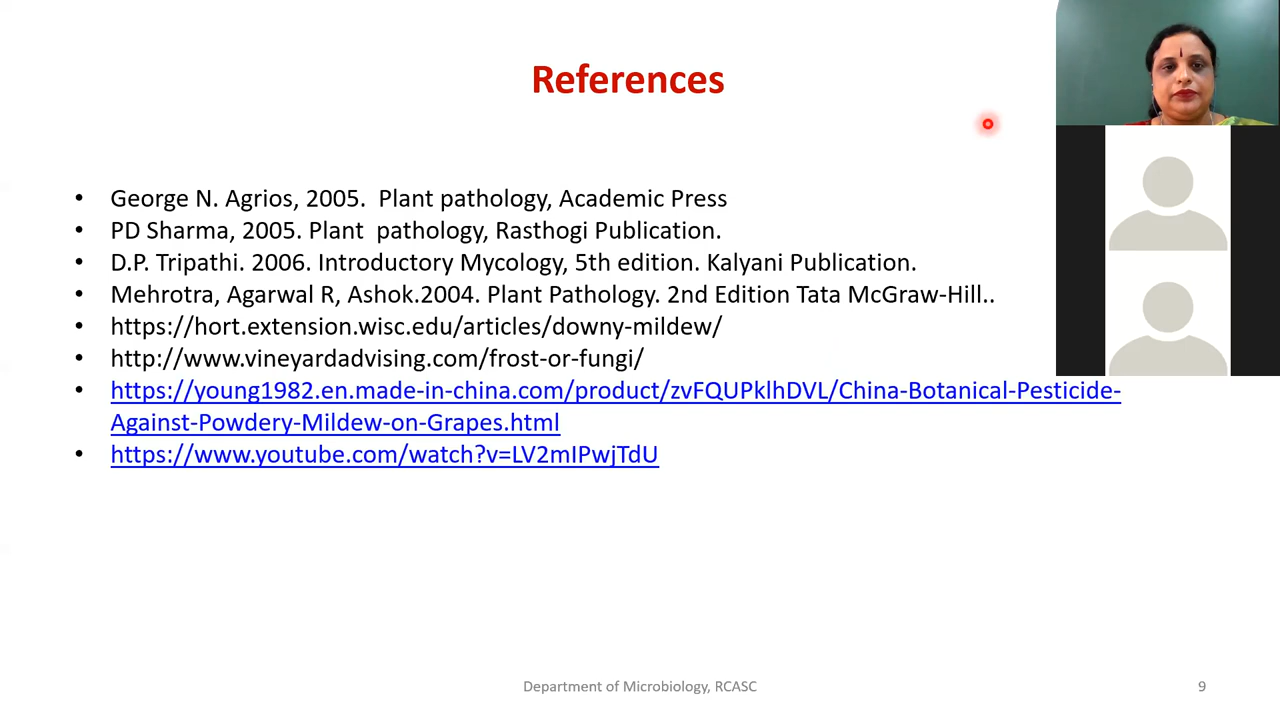 References
• George N. Agrios, 2005.  Plant pathology, Academic Press
• PD Sharma, 2005. Plant  pathology, Rasthogi Publication.
• D.P. Tripathi. 2006. Introductory Mycology, 5th edition. Kalyani Publication.
• Mehrotra, Agarwal R, Ashok.2004. Plant Pathology. 2nd Edition Tata McGraw-Hill..
• https://hort.extension.wisc.edu/articles/downy-mildew/
• http://www.vineyardadvising.com/frost-or-fungi/
• https://young1982.en.made-in-china.com/product/zvFQUPklhDVL/China-Botanical-Pesticide-
Against-Powdery-Mildew-on-Grapes.html
• https://www.youtube.com/watch?v=LV2mIPwjTdU
Department of Microbiology, RCASC
9